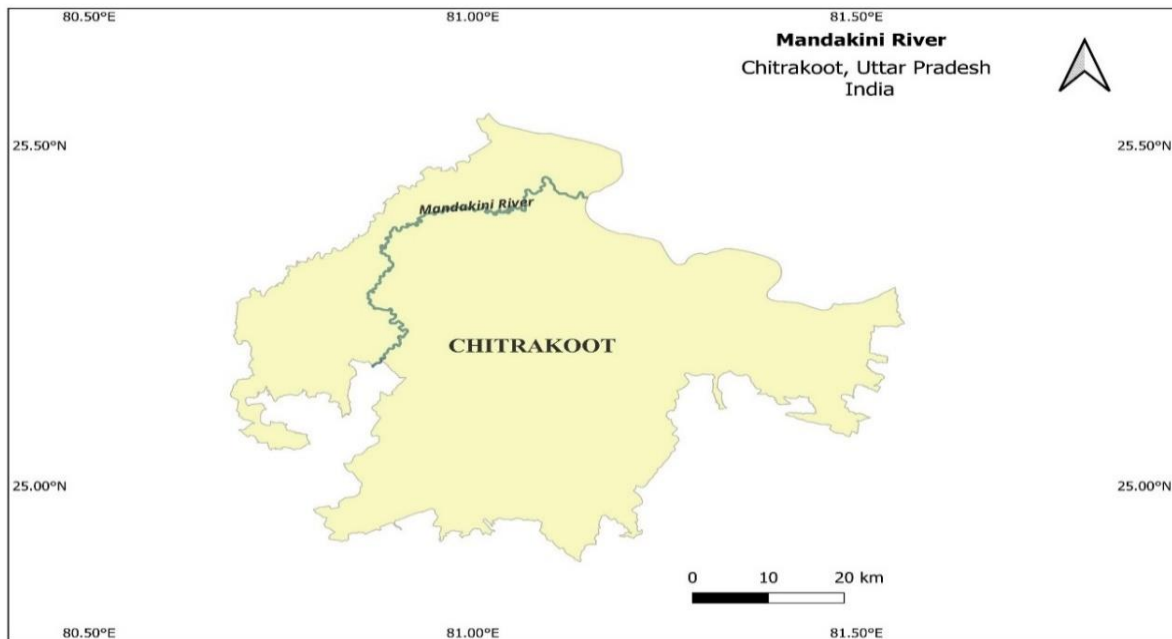 80.50°E 81.00°E 81.50°E
Mandakini River
Chitrakoot, Uttar Pradesh
India
25.50°N 25.50°N
Mandakini River
CHITRAKOOT
25.00°N 25.00°N
0 10 20 km
80.50°E 81.00°E 81.50°E